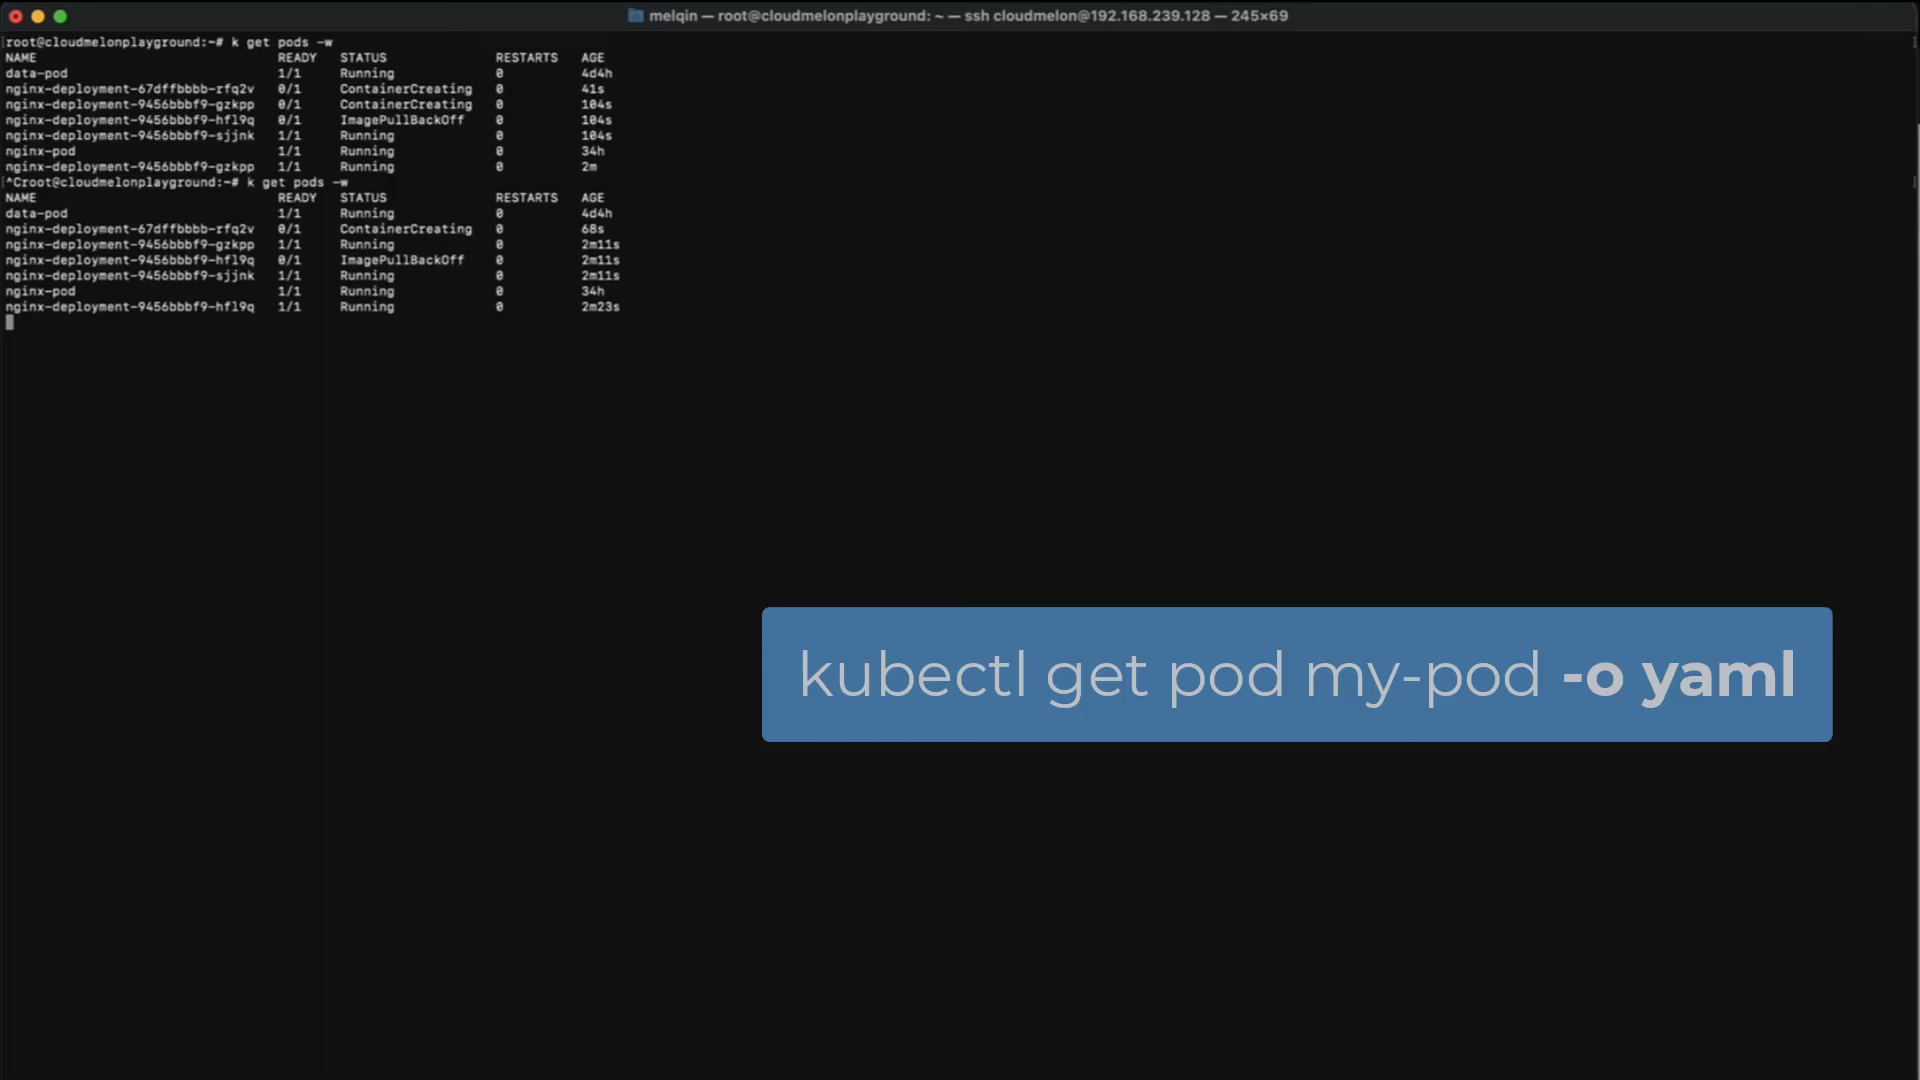 melqin — root@cloudmelonplayground: ~ — ssh cloudmelon@192.168.239.128 — 245×69
[root@cloudmelonplayground:~# k get pods -w
NAME READY STATUS RESTARTS AGE
data-pod 1/1 Running 0 4d4h
nginx-deployment-67dffbbbb-rfq2v 0/1 ContainerCreating 0 41s
nginx-deployment-9456bbbf9-gzkpp 0/1 ContainerCreating 0 104s
nginx-deployment-9456bbbf9-hfl9q 0/1 ImagePullBackOff 0 104s
nginx-deployment-9456bbbf9-sjjnk 1/1 Running 0 104s
nginx-pod 1/1 Running 0 34h
nginx-deployment-9456bbbf9-gzkpp 1/1 Running 0 2m
[^Croot@cloudmelonplayground:~# k get pods -w
NAME READY STATUS RESTARTS AGE
data-pod 1/1 Running 0 4d4h
nginx-deployment-67dffbbbb-rfq2v 0/1 ContainerCreating 0 68s
nginx-deployment-9456bbbf9-gzkpp 1/1 Running 0 2m11s
nginx-deployment-9456bbbf9-hfl9q 0/1 ImagePullBackOff 0 2m11s
nginx-deployment-9456bbbf9-sjjnk 1/1 Running 0 2m11s
nginx-pod 1/1 Running 0 34h
nginx-deployment-9456bbbf9-hfl9q 1/1 Running 0 2m23s
kubectl get pod my-pod -o yaml